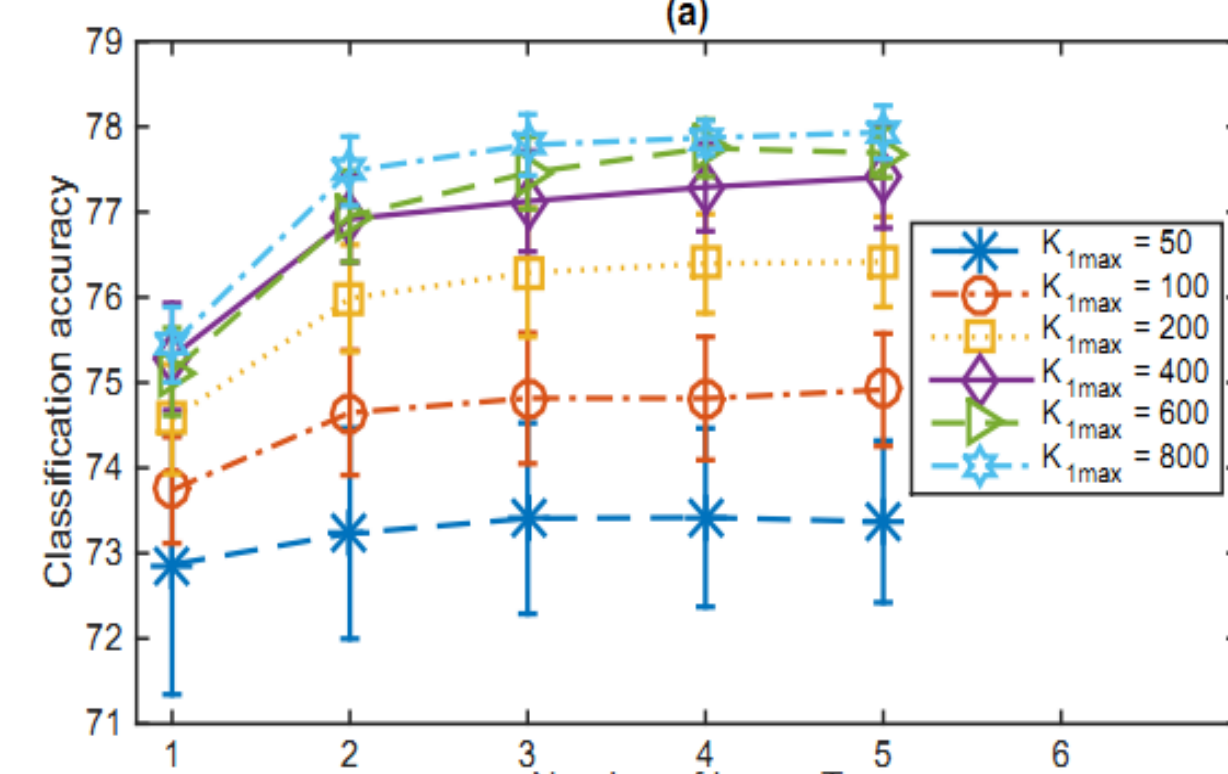 (a)
Classification accuracy
79
78
77
76
75
74
73
72
71
1 2 3 4 5 6
K1max = 50
K1max = 100
K1max = 200
K1max = 400
K1max = 600
K1max = 800